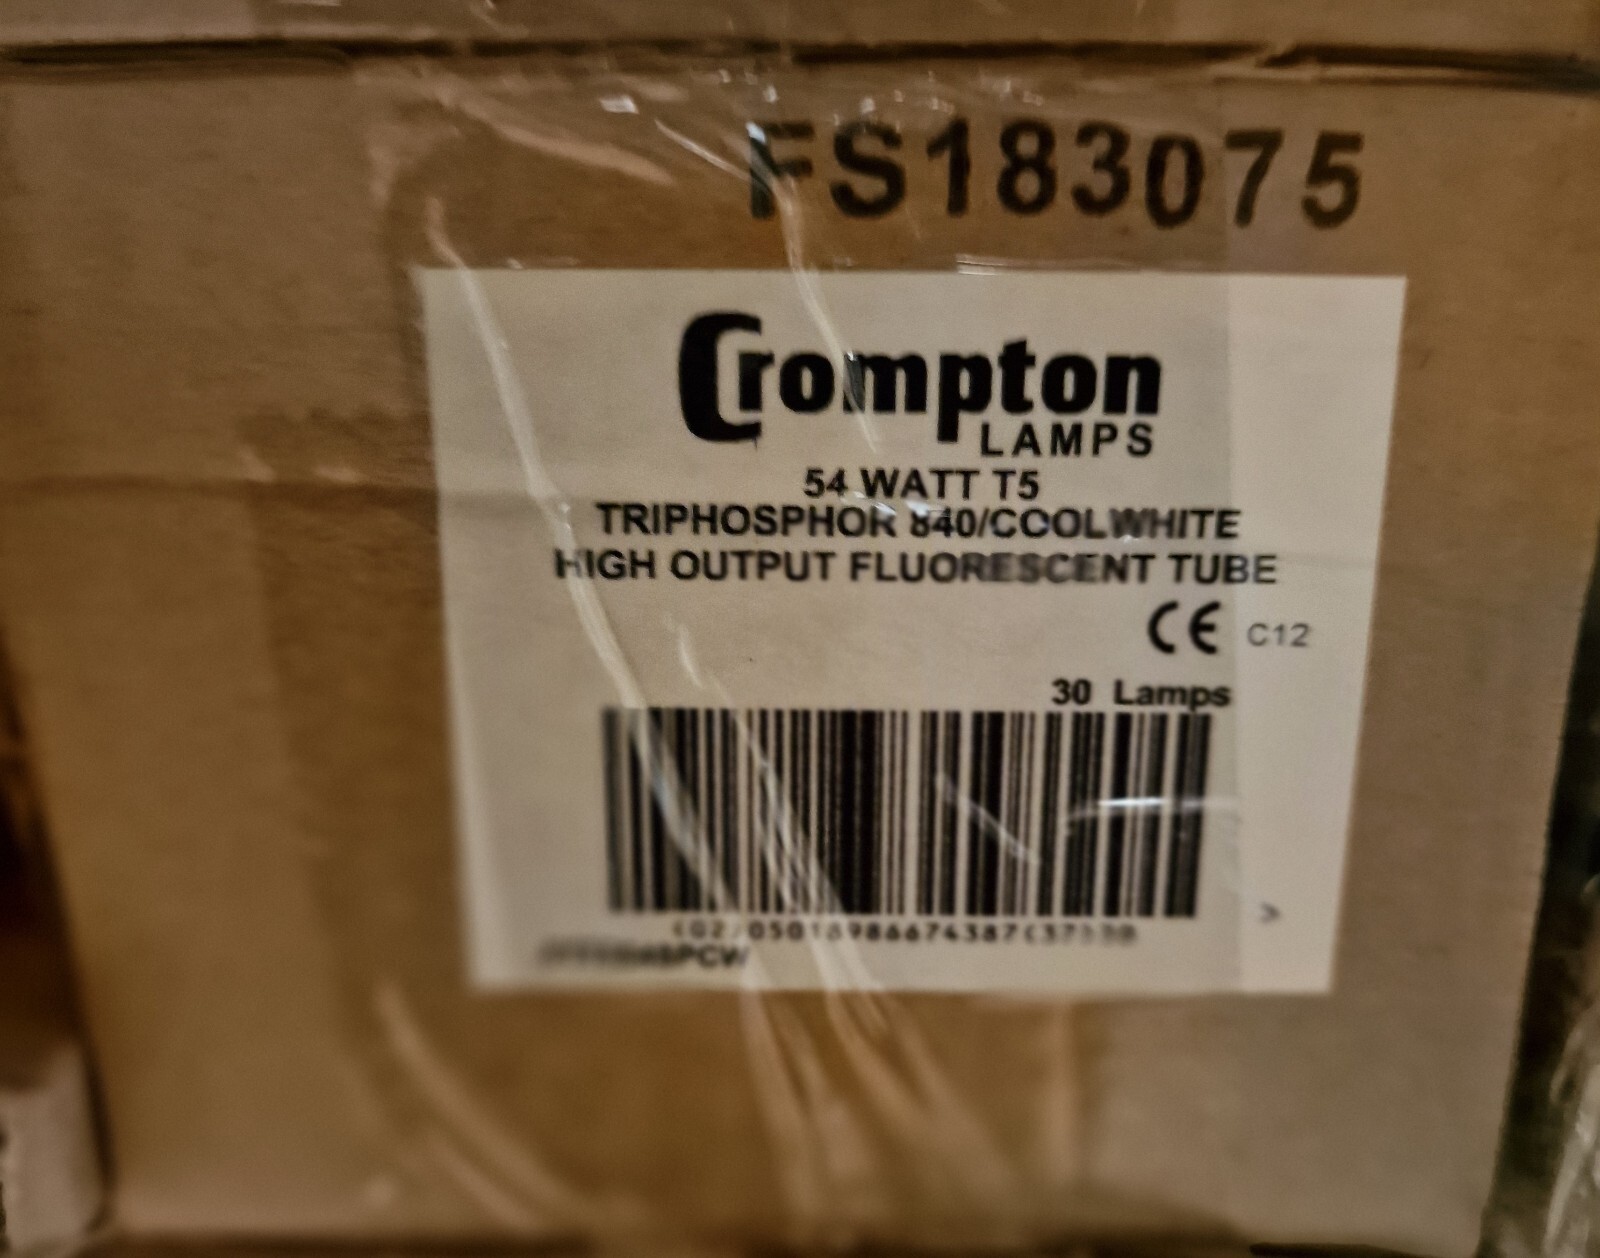 FS183075
Crompton
LAMPS
54 WATT T5
TRIPHOSPHOR 840/COOLWHITE
HIGH OUTPUT FLUORESCENT TUBE
CE C12
30 Lamps
>